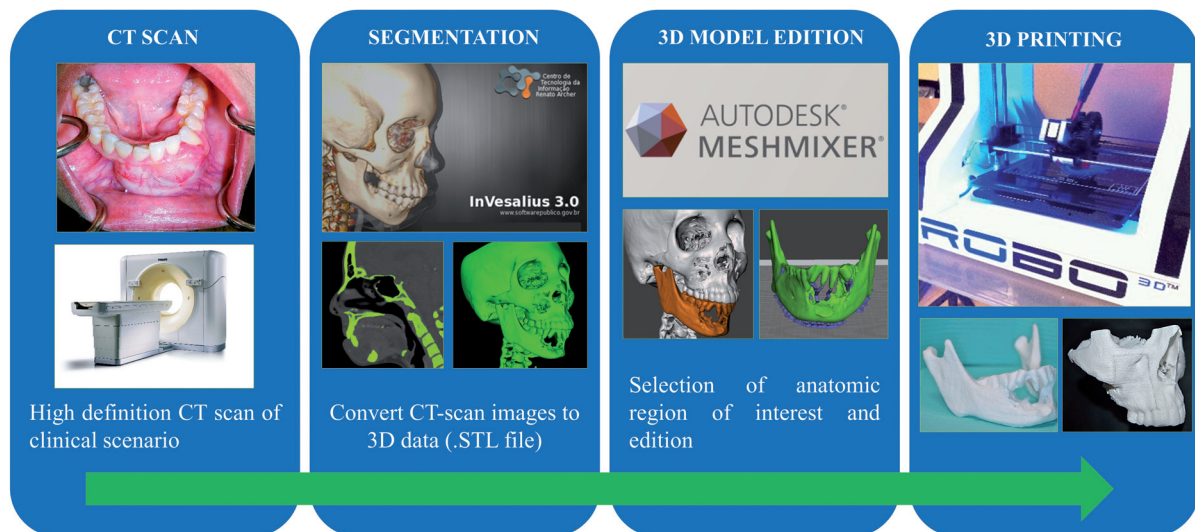 CT SCAN
High definition CT scan of
clinical scenario
SEGMENTATION
Centro de
Tecnologia da
Informação
Renato Archer
InVesalius 3.0
www.softwarepublico.gov.br
Convert CT-scan images to
3D data (.STL file)
3D MODEL EDITION
AUTODESK®
MESHMIXER®
Selection of anatomic
region of interest and
edition
3D PRINTING
ROBO 3D™